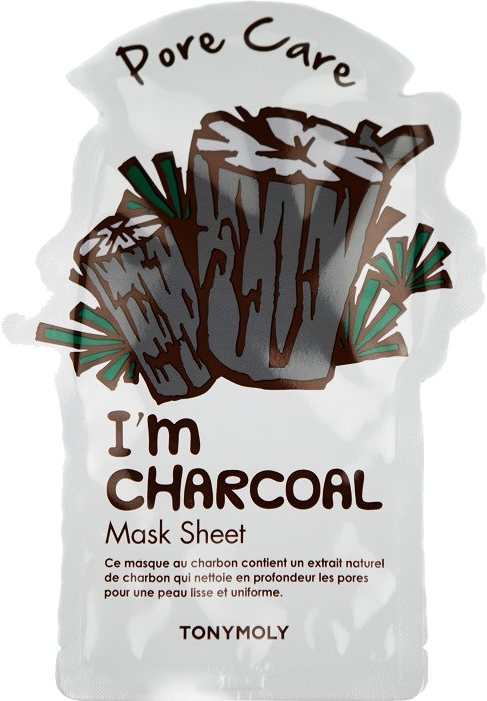 Pore Care
I'm
CHARCOAL
Mask Sheet
Ce masque au charbon contient un extrait naturel
de charbon qui nettoie en profondeur les pores
pour une peau lisse et uniforme.
TONYMOLY